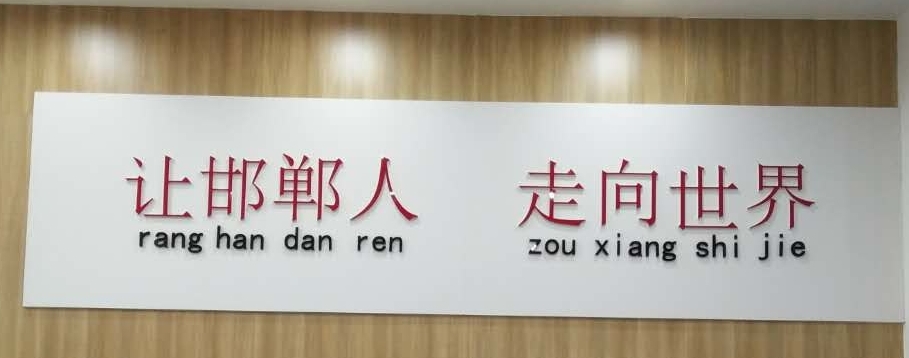 让邯郸人 走向世界
rang han dan ren zou xiang shi jie